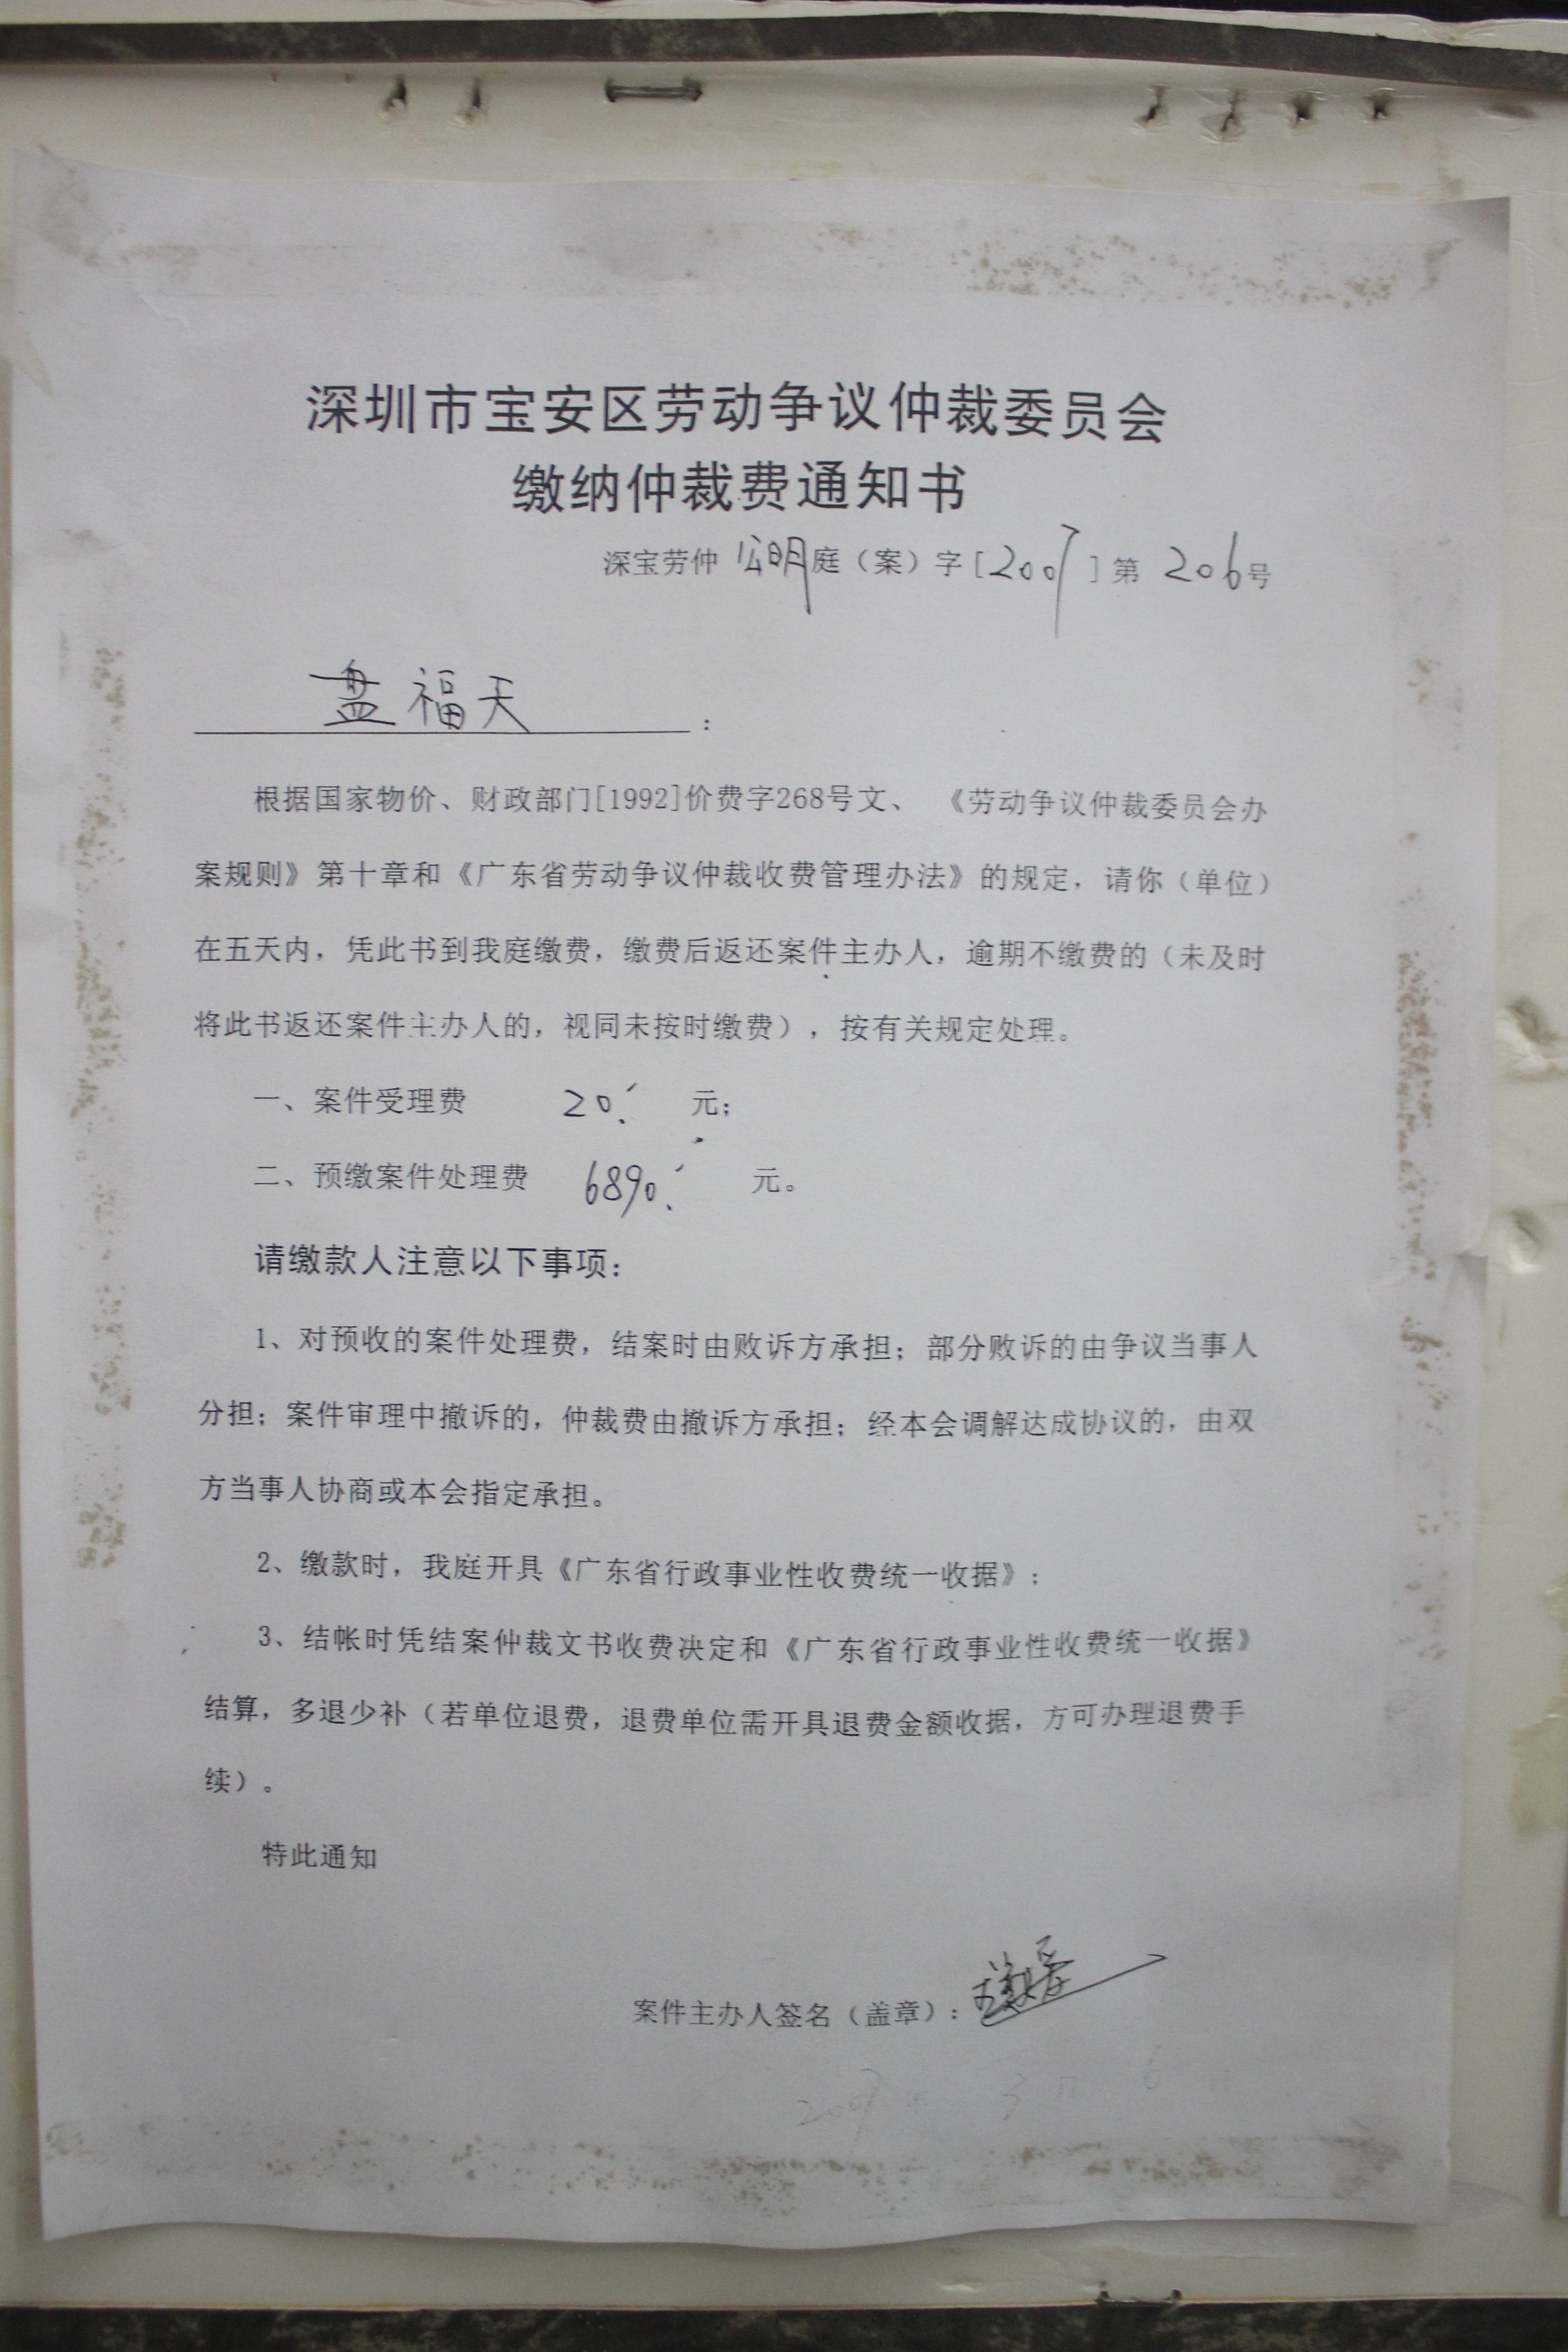 深圳市宝安区劳动争议仲裁委员会
缴纳仲裁费通知书
深宝劳仲 公明 庭（案）字[2007]第 206号
盘福天：
根据国家物价、财政部门[1992]价费字268号文、《劳动争议仲裁委员会办
案规则》第十章和《广东省劳动争议仲裁收费管理办法》的规定，请你（单位）
在五天内，凭此书到我庭缴费，缴费后返还案件主办人，逾期不缴费的（未及时
将此书返还案件主办人的，视同未按时缴费），按有关规定处理。
一、案件受理费 20. 元；
二、预缴案件处理费 6890. 元。
请缴款人注意以下事项：
1、对预收的案件处理费，结案时由败诉方承担；部分败诉的由争议当事人
分担；案件审理中撤诉的，仲裁费由撤诉方承担；经本会调解达成协议的，由双
方当事人协商或本会指定承担。
2、缴款时，我庭开具《广东省行政事业性收费统一收据》；
3、结帐时凭结案仲裁文书收费决定和《广东省行政事业性收费统一收据》
结算，多退少补（若单位退费，退费单位需开具退费金额收据，方可办理退费手
续）。
特此通知
案件主办人签名（盖章）：
2007年 3月 6